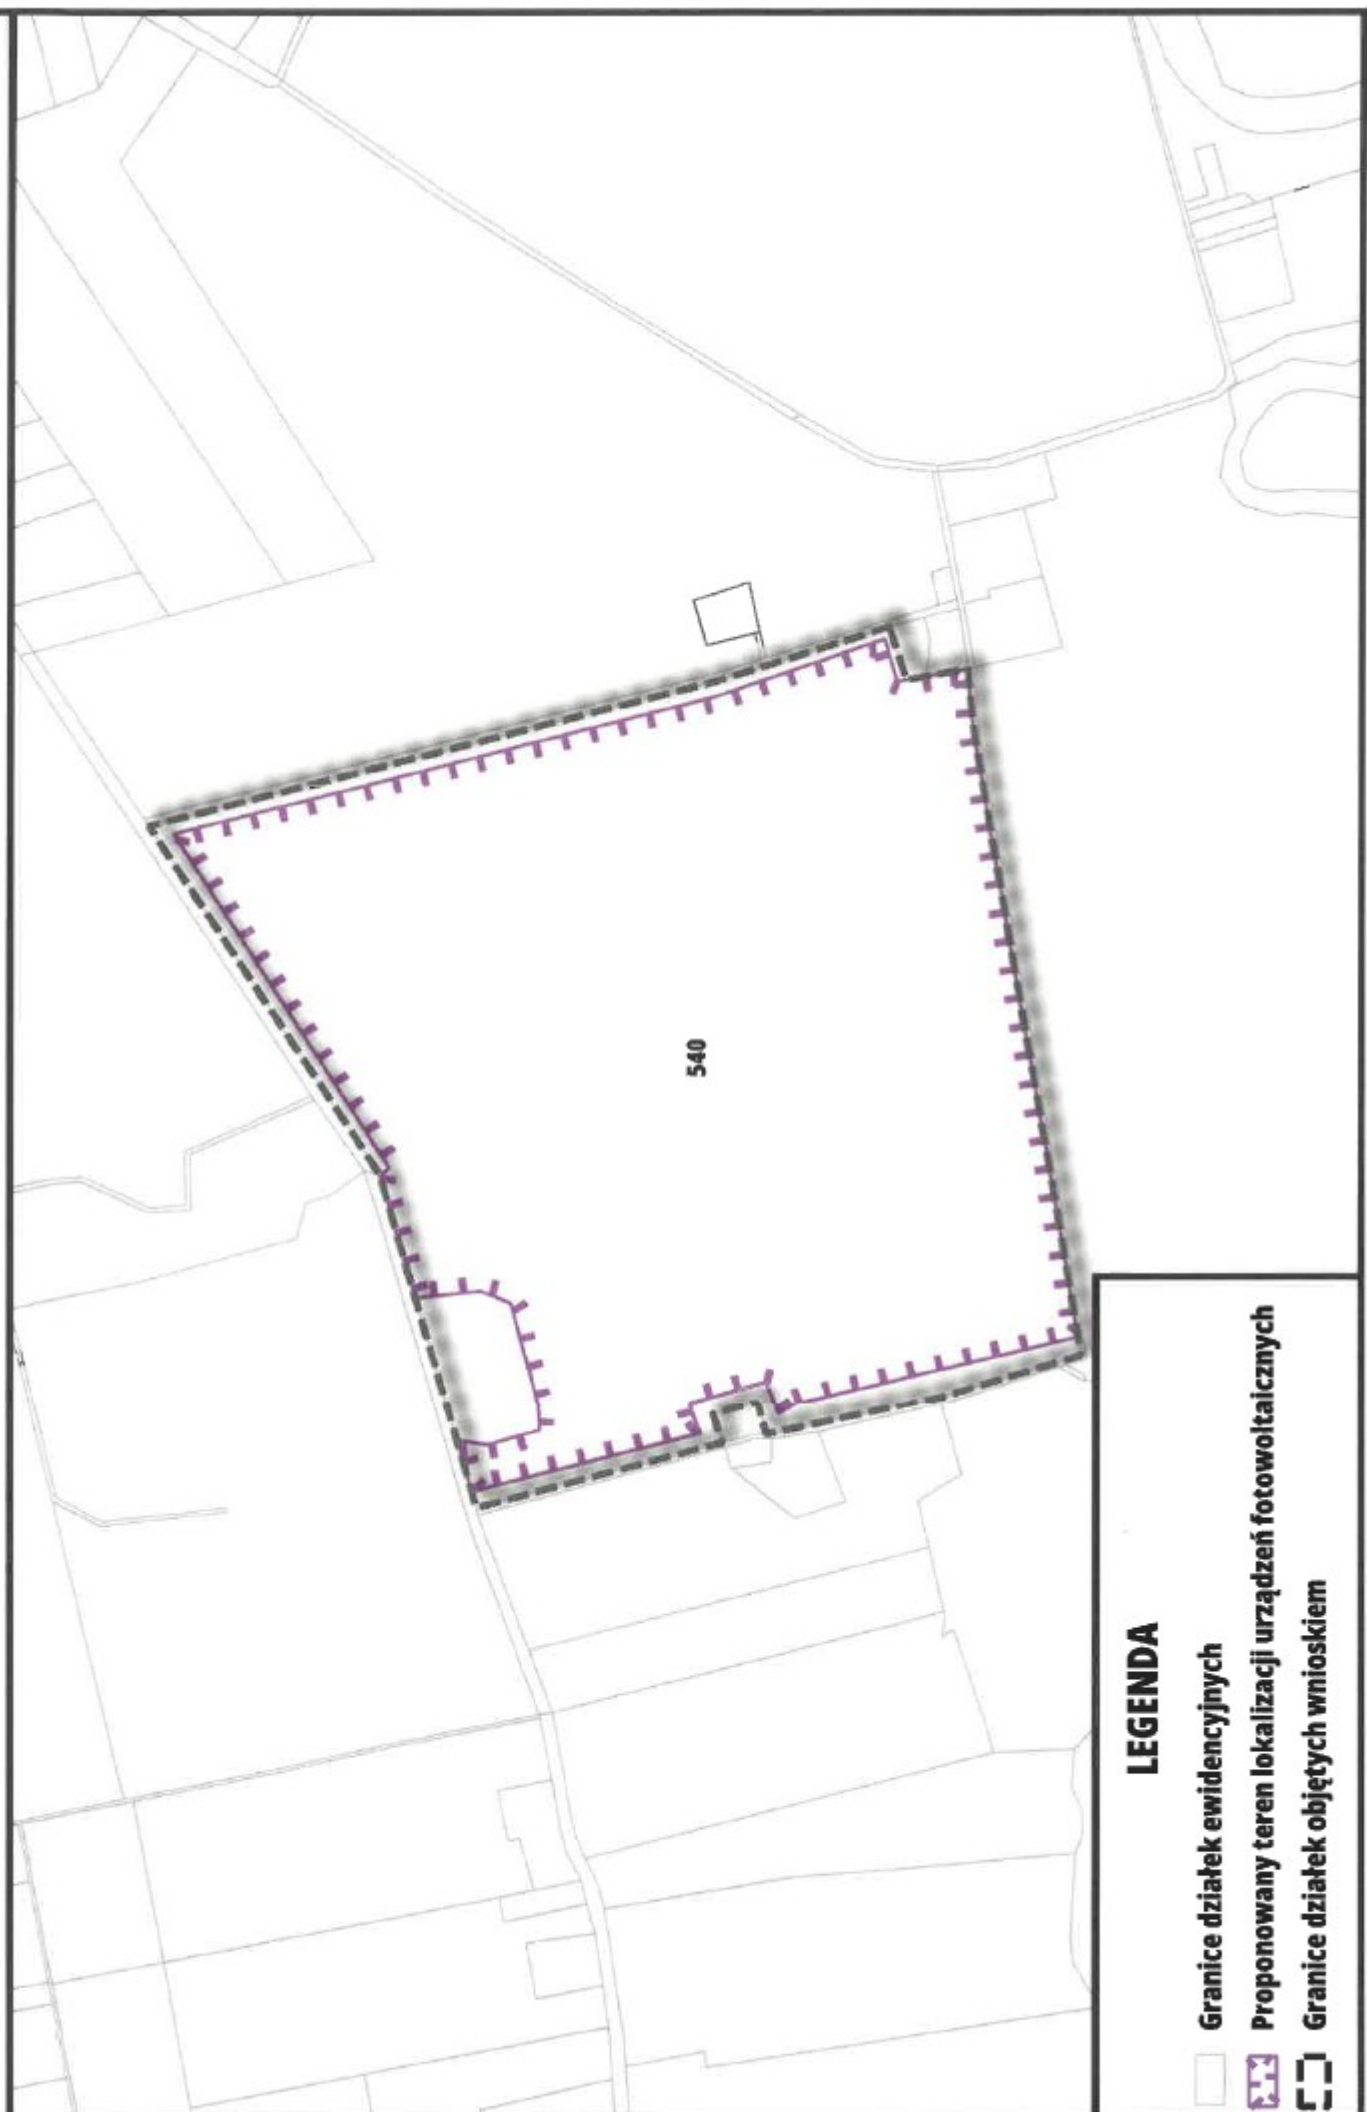 540
LEGENDA
Granice działek ewidencyjnych
Proponowany teren lokalizacji urządzeń fotowoltaicznych
Granice działek objętych wnioskiem